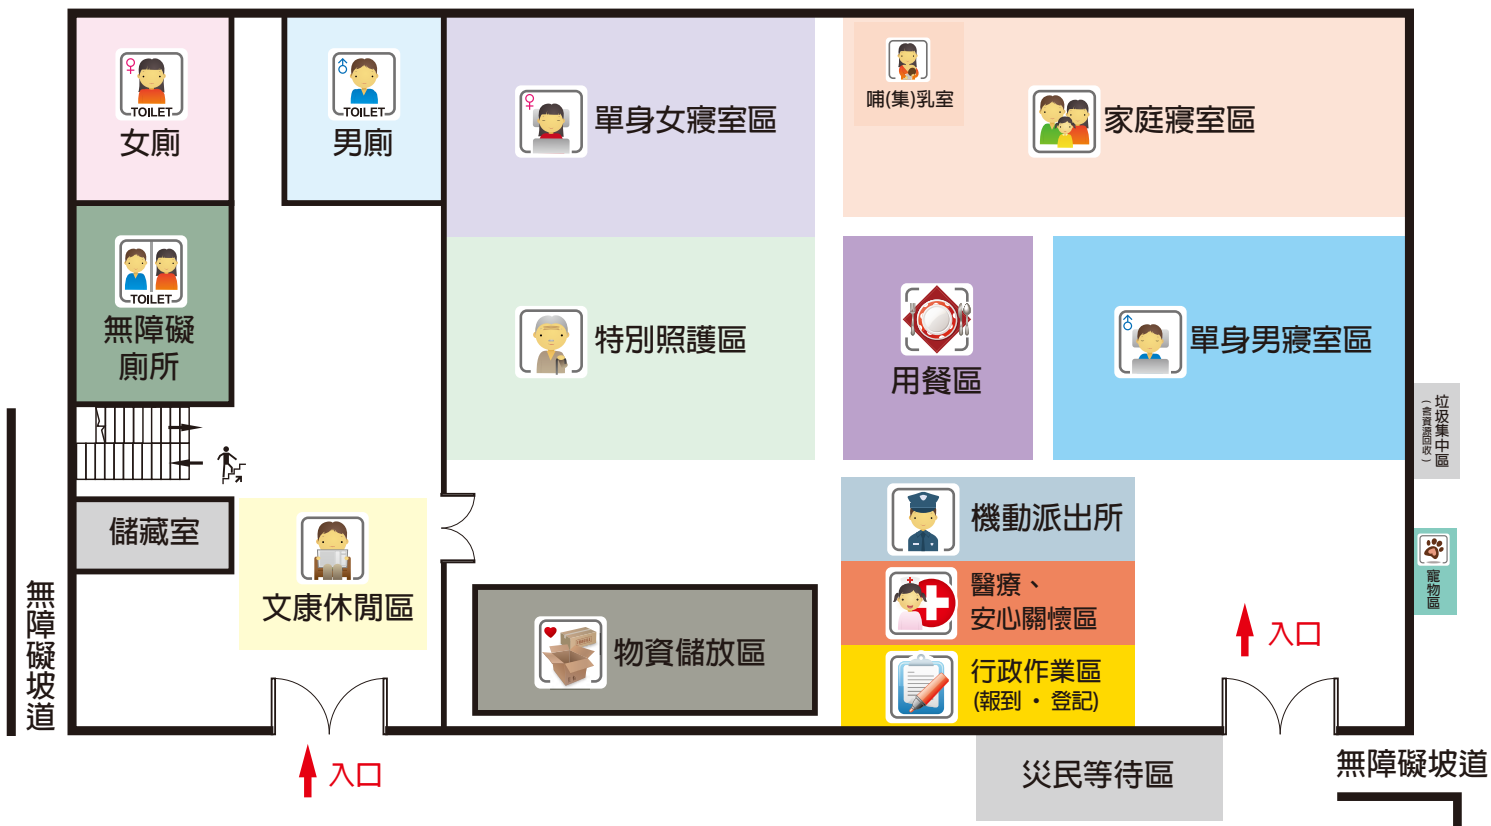 TOILET
女廁
TOILET
男廁
單身女寢室區
哺(集)乳室
家庭寢室區
TOILET
無障礙
廁所
特別照護區
用餐區
單身男寢室區
垃圾集中區
(含資源回收)
儲藏室
文康休閒區
機動派出所
醫療、
安心關懷區
寵物區
物資儲放區
行政作業區
(報到 · 登記)
入口
無障礙坡道
入口
災民等待區
無障礙坡道